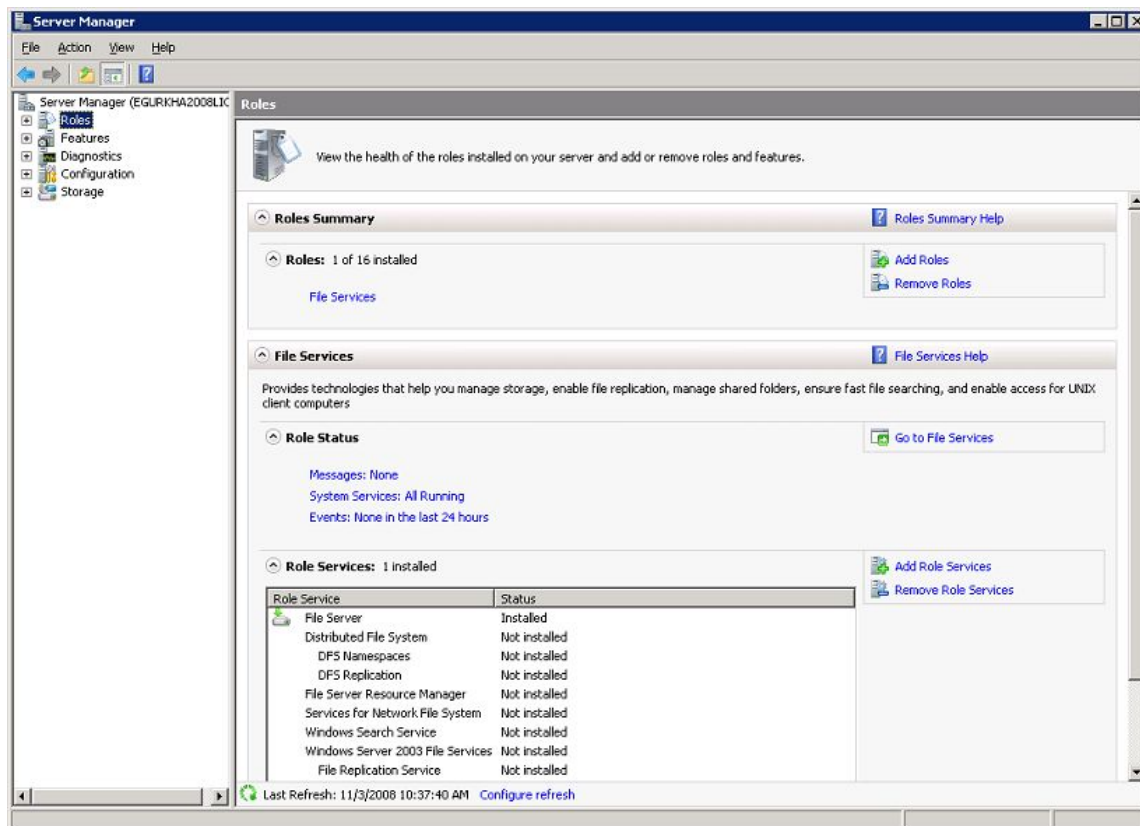 Server Manager
File Action View Help
Server Manager (EGURKHA2008LIC
Roles
Features
Diagnostics
Configuration
Storage
Roles
View the health of the roles installed on your server and add or remove roles and features.
Roles Summary
Roles Summary Help
Roles: 1 of 16 installed
Add Roles
Remove Roles
File Services
File Services
File Services Help
Provides technologies that help you manage storage, enable file replication, manage shared folders, ensure fast file searching, and enable access for UNIX
client computers
Role Status
Go to File Services
Messages: None
System Services: All Running
Events: None in the last 24 hours
Role Services: 1 installed
Add Role Services
Remove Role Services
Role Service Status
File Server Installed
Distributed File System Not installed
DFS Namespaces Not installed
DFS Replication Not installed
File Server Resource Manager Not installed
Services for Network File System Not installed
Windows Search Service Not installed
Windows Server 2003 File Services Not installed
File Replication Service Not installed
Last Refresh: 11/3/2008 10:37:40 AM Configure refresh